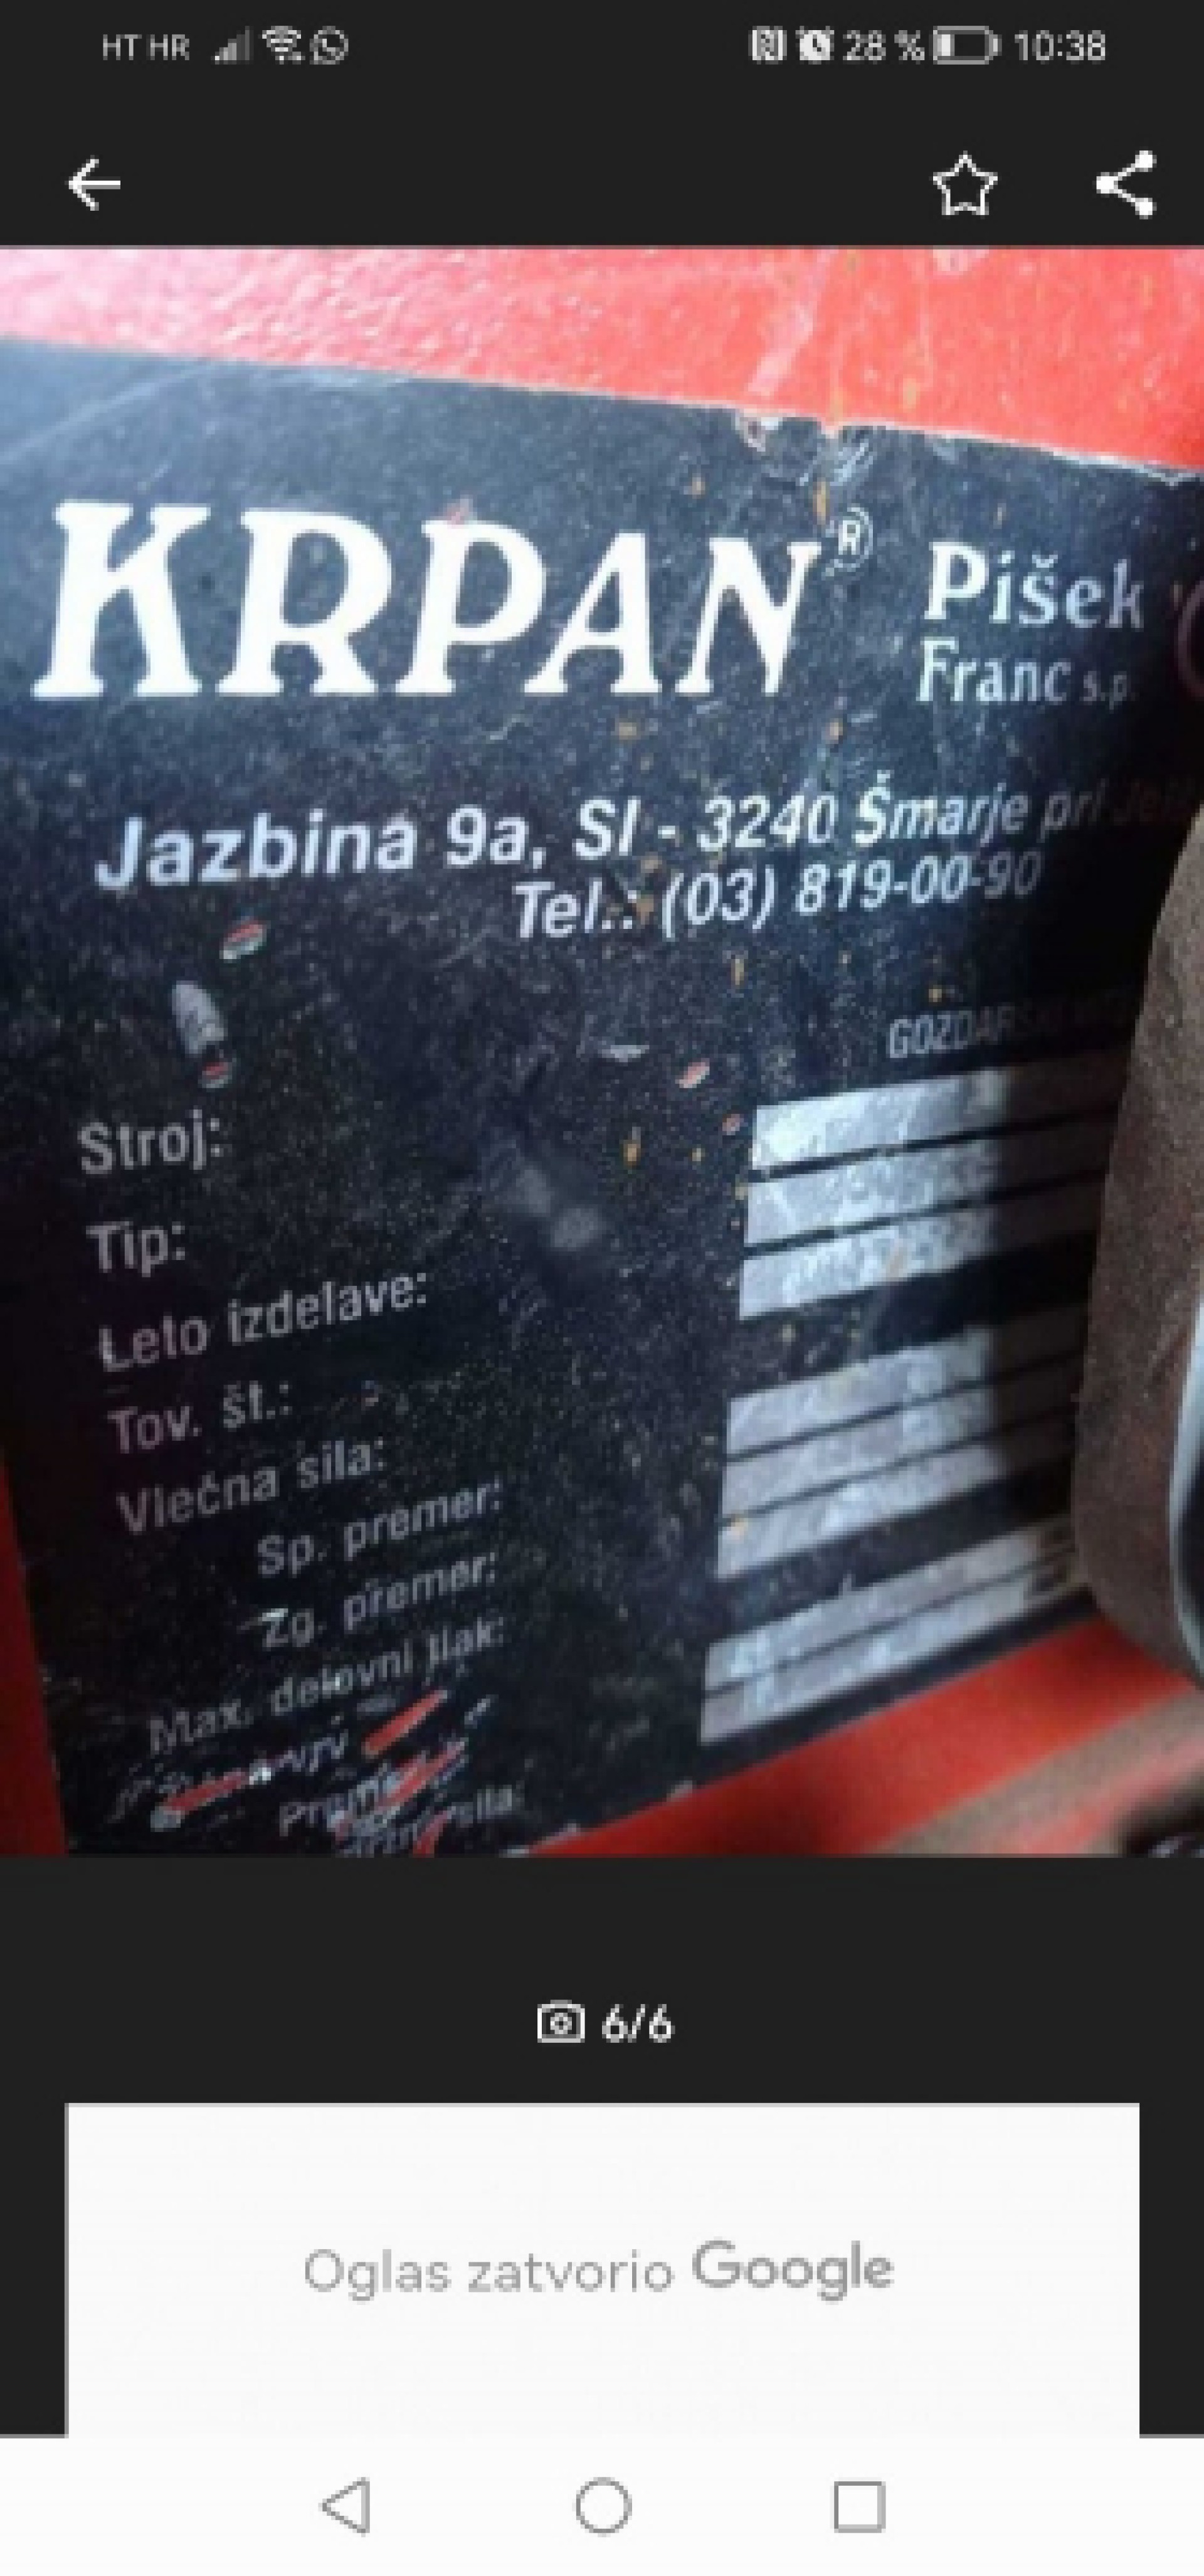 HT HR 28 % 10:38
KRPAN® Pišek
Franc s.p.
Jazbina 9a, SI - 3240 Šmarje pri
Tel.: (03) 819-00-90
Stroj:
Tip:
Leto izdelave:
Tov. št.:
Vlečna sila:
Sp. premer:
Zg. premer:
Max. delovni tlak:
sila:
6/6
Oglas zatvorio Google